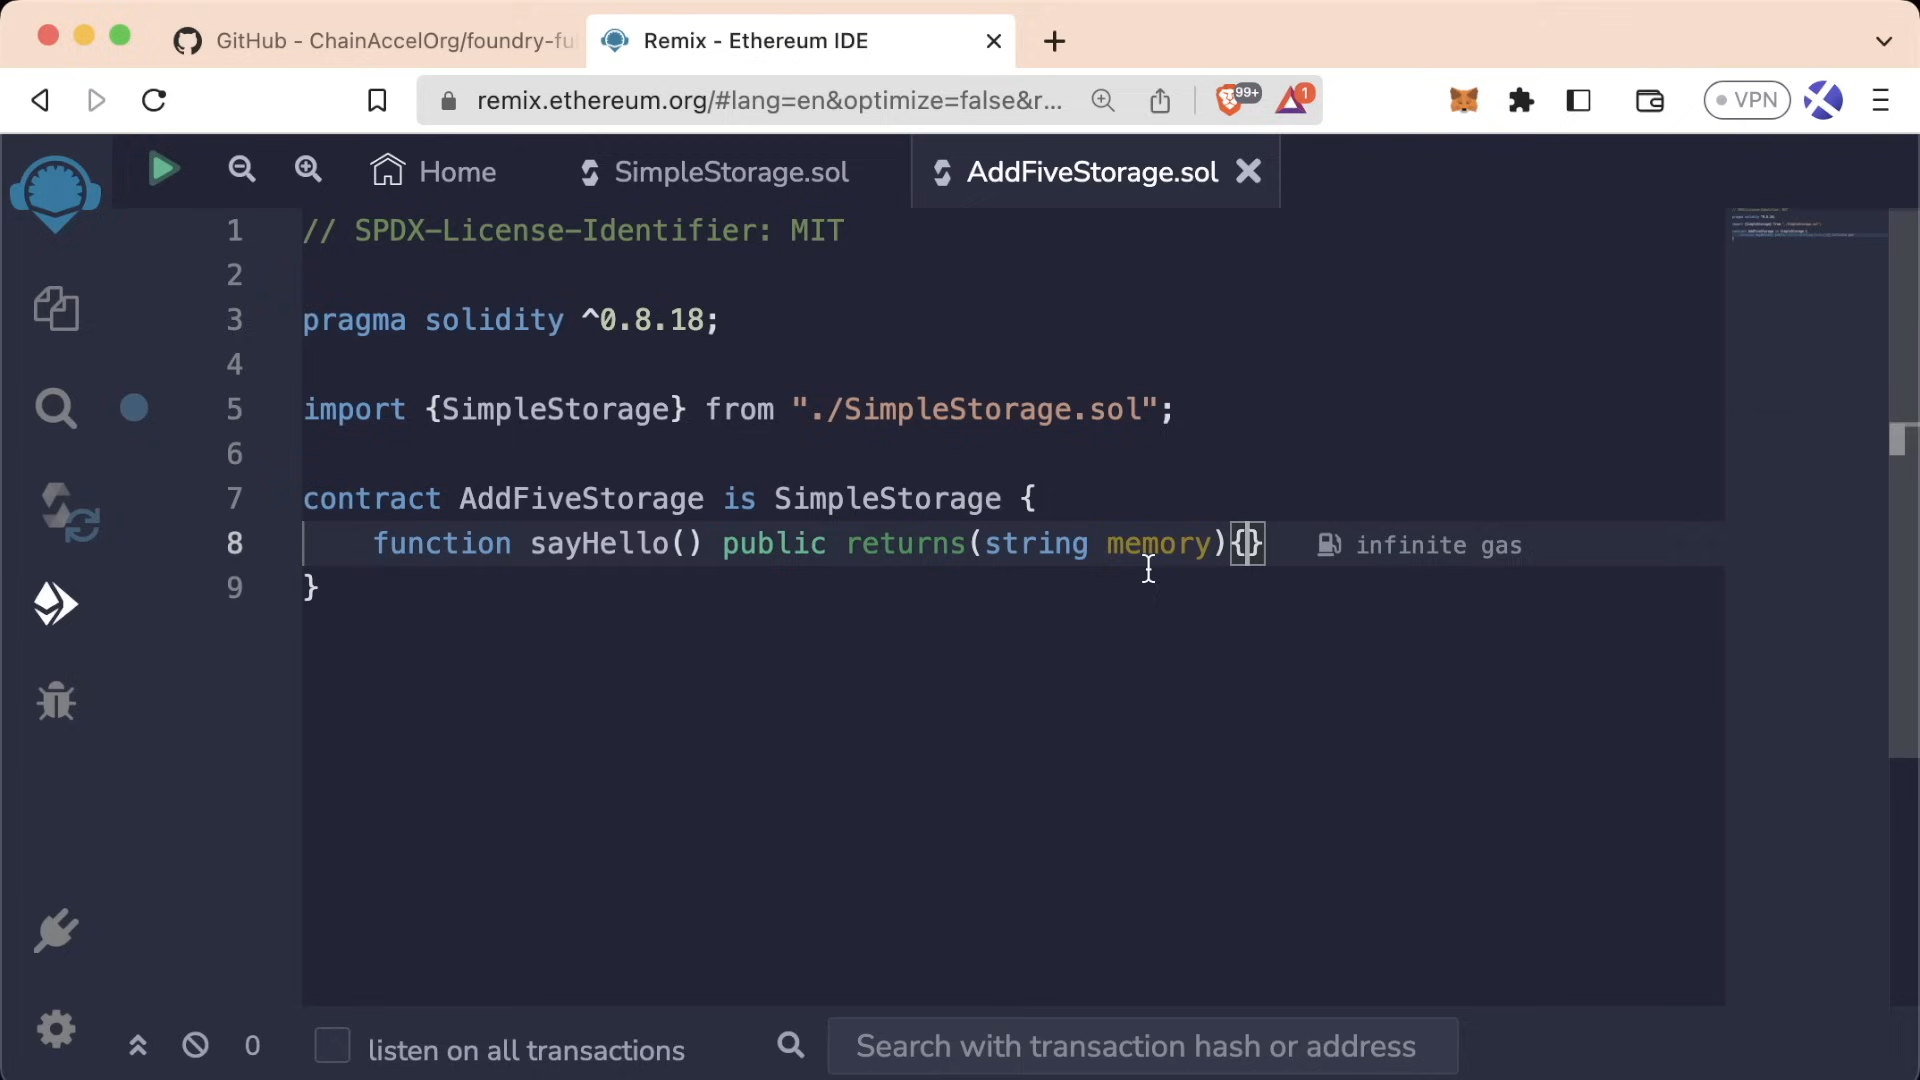 GitHub - ChainAccelOrg/foundry-fu
Remix - Ethereum IDE
remix.ethereum.org/#lang=en&optimize=false&r...
99+
1
VPN
Home
SimpleStorage.sol
AddFiveStorage.sol
1 // SPDX-License-Identifier: MIT
2
3 pragma solidity ^0.8.18;
4
5 import {SimpleStorage} from "./SimpleStorage.sol";
6
7 contract AddFiveStorage is SimpleStorage {
8 function sayHello() public returns(string memory){} infinite gas
9 }
0
listen on all transactions
Search with transaction hash or address